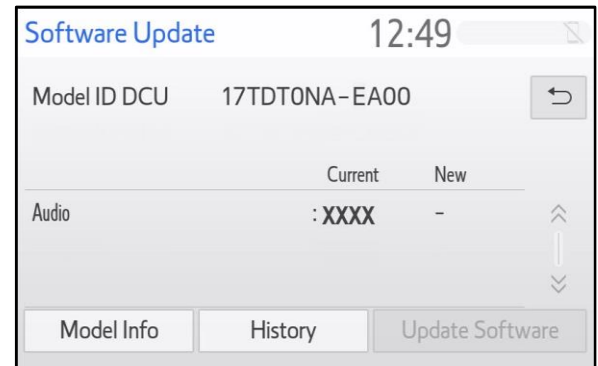 Software Update 12:49
Model ID DCU 17TDT0NA-EA00
Current New
Audio : XXXX -
Model Info History Update Software